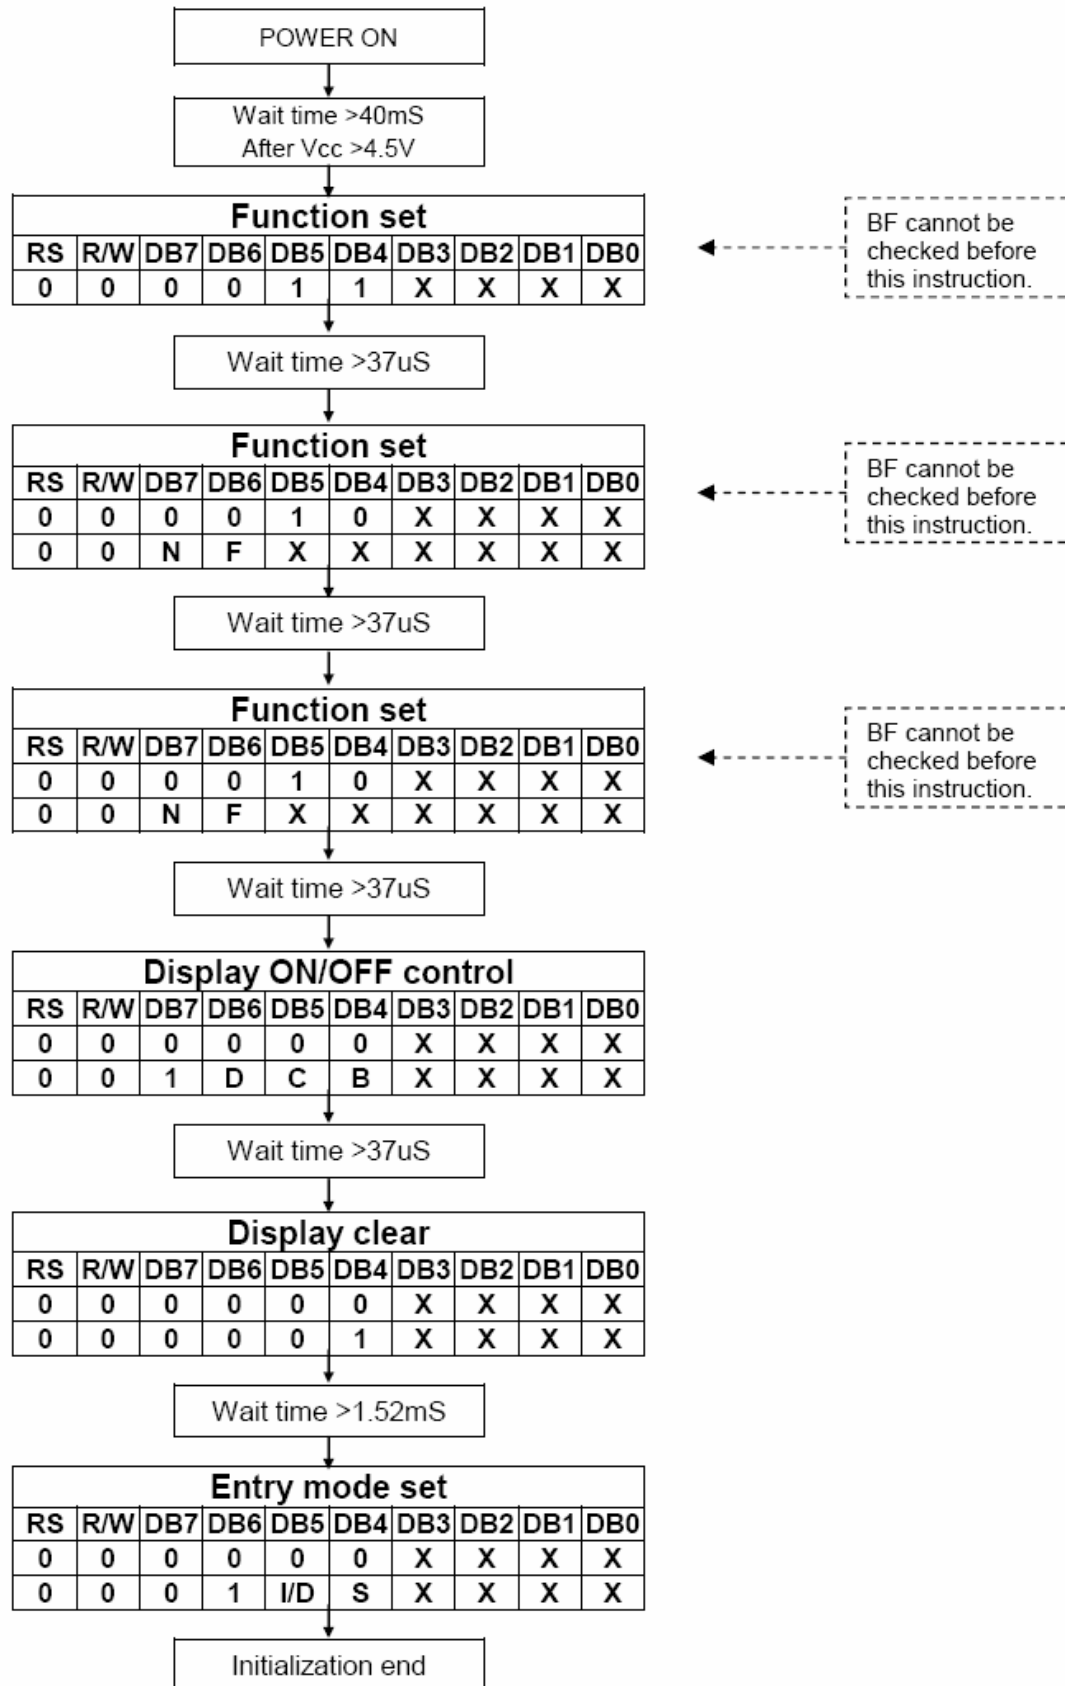 POWER ON
Wait time >40mS
After Vcc >4.5V
Function set
RS R/W DB7 DB6 DB5 DB4 DB3 DB2 DB1 DB0
0 0 0 0 1 1 X X X X
BF cannot be
checked before
this instruction.
Wait time >37uS
Function set
RS R/W DB7 DB6 DB5 DB4 DB3 DB2 DB1 DB0
0 0 0 0 1 0 X X X X
0 0 N F X X X X X X
BF cannot be
checked before
this instruction.
Wait time >37uS
Function set
RS R/W DB7 DB6 DB5 DB4 DB3 DB2 DB1 DB0
0 0 0 0 1 0 X X X X
0 0 N F X X X X X X
BF cannot be
checked before
this instruction.
Wait time >37uS
Display ON/OFF control
RS R/W DB7 DB6 DB5 DB4 DB3 DB2 DB1 DB0
0 0 0 0 0 0 X X X X
0 0 1 D C B X X X X
Wait time >37uS
Display clear
RS R/W DB7 DB6 DB5 DB4 DB3 DB2 DB1 DB0
0 0 0 0 0 0 X X X X
0 0 0 0 0 1 X X X X
Wait time >1.52mS
Entry mode set
RS R/W DB7 DB6 DB5 DB4 DB3 DB2 DB1 DB0
0 0 0 0 0 0 X X X X
0 0 0 1 I/D S X X X X
Initialization end